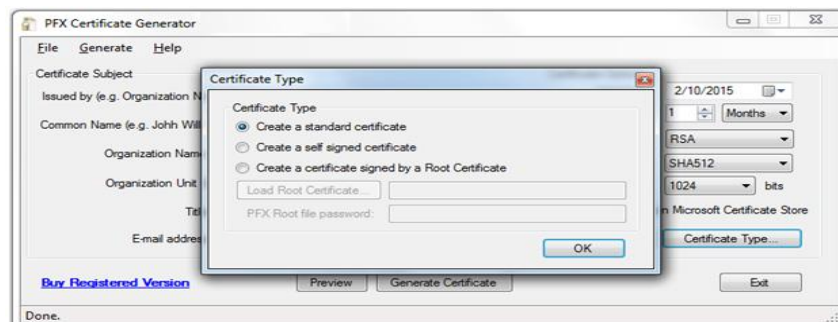 PFX Certificate Generator
File Generate Help
Certificate Subject
Issued by (e.g. Organization N
Common Name (e.g. Johh Will
Organization Nam
Organization Unit
Titl
E-mail addres
Certificate Type
Certificate Type
Create a standard certificate
Create a self signed certificate
Create a certificate signed by a Root Certificate
Load Root Certificate...
PFX Root file password:
OK
2/10/2015
1 Months
RSA
SHA512
1024 bits
n Microsoft Certificate Store
Certificate Type...
Buy Registered Version Preview Generate Certificate Exit
Done.